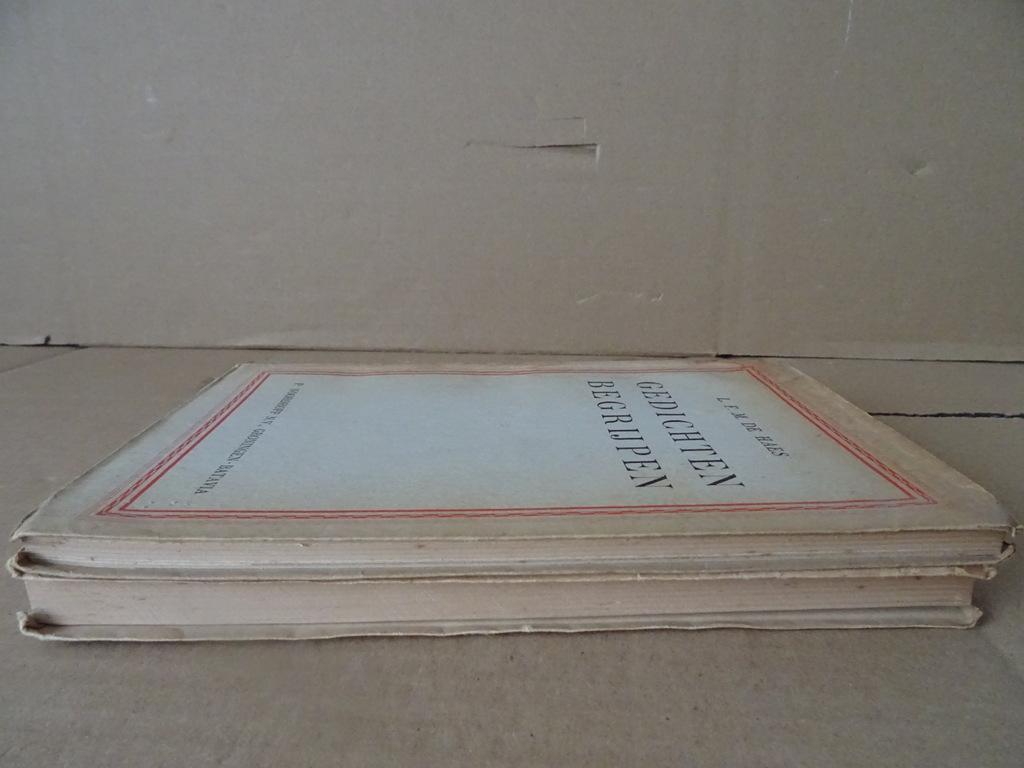 L. F. M. DE HAES
GEDICHTEN
BEGRIJPEN
P. NOORDHOFF N.V. GRONINGEN BATAVIA